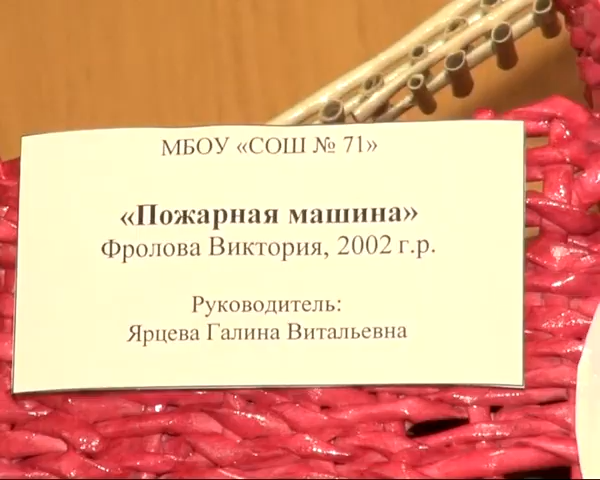 МБОУ «СОШ № 71»
«Пожарная машина»
Фролова Виктория, 2002 г.р.
Руководитель:
Ярцева Галина Витальевна